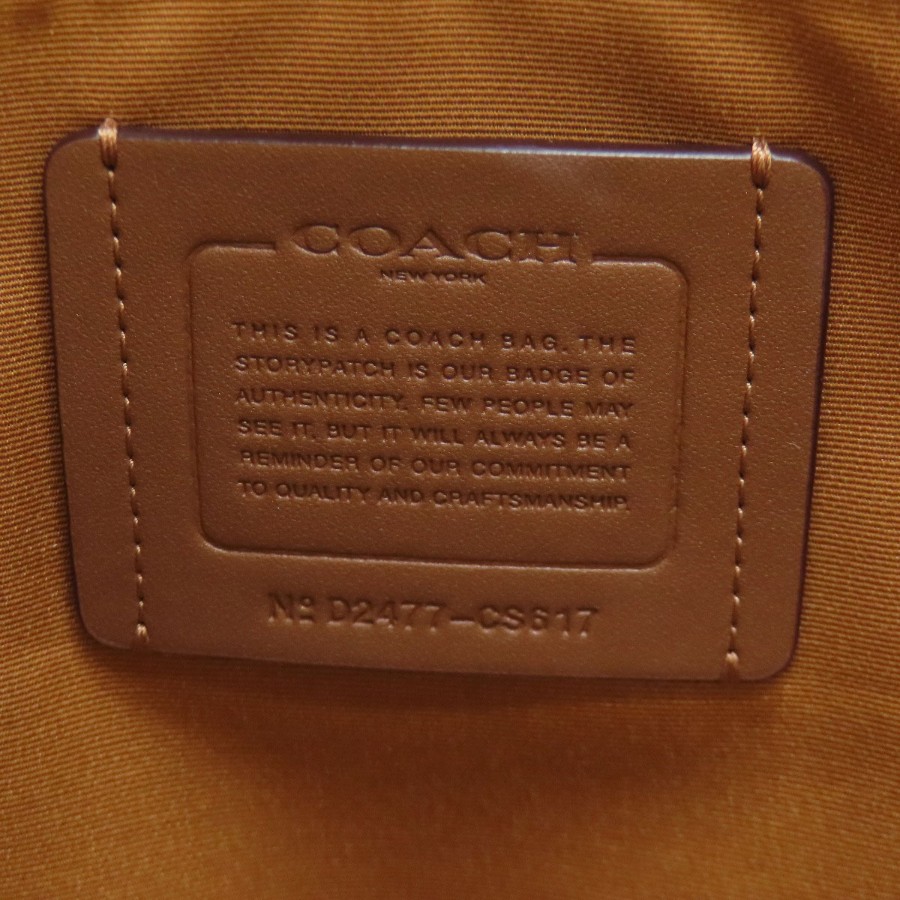 COACH
NEW YORK
THIS IS A COACH BAG. THE
STORYPATCH IS OUR BADGE OF
AUTHENTICITY. FEW PEOPLE MAY
SEE IT, BUT IT WILL ALWAYS BE A
REMINDER OF OUR COMMITMENT
TO QUALITY AND CRAFTSMANSHIP.
Nº D2477-CS617